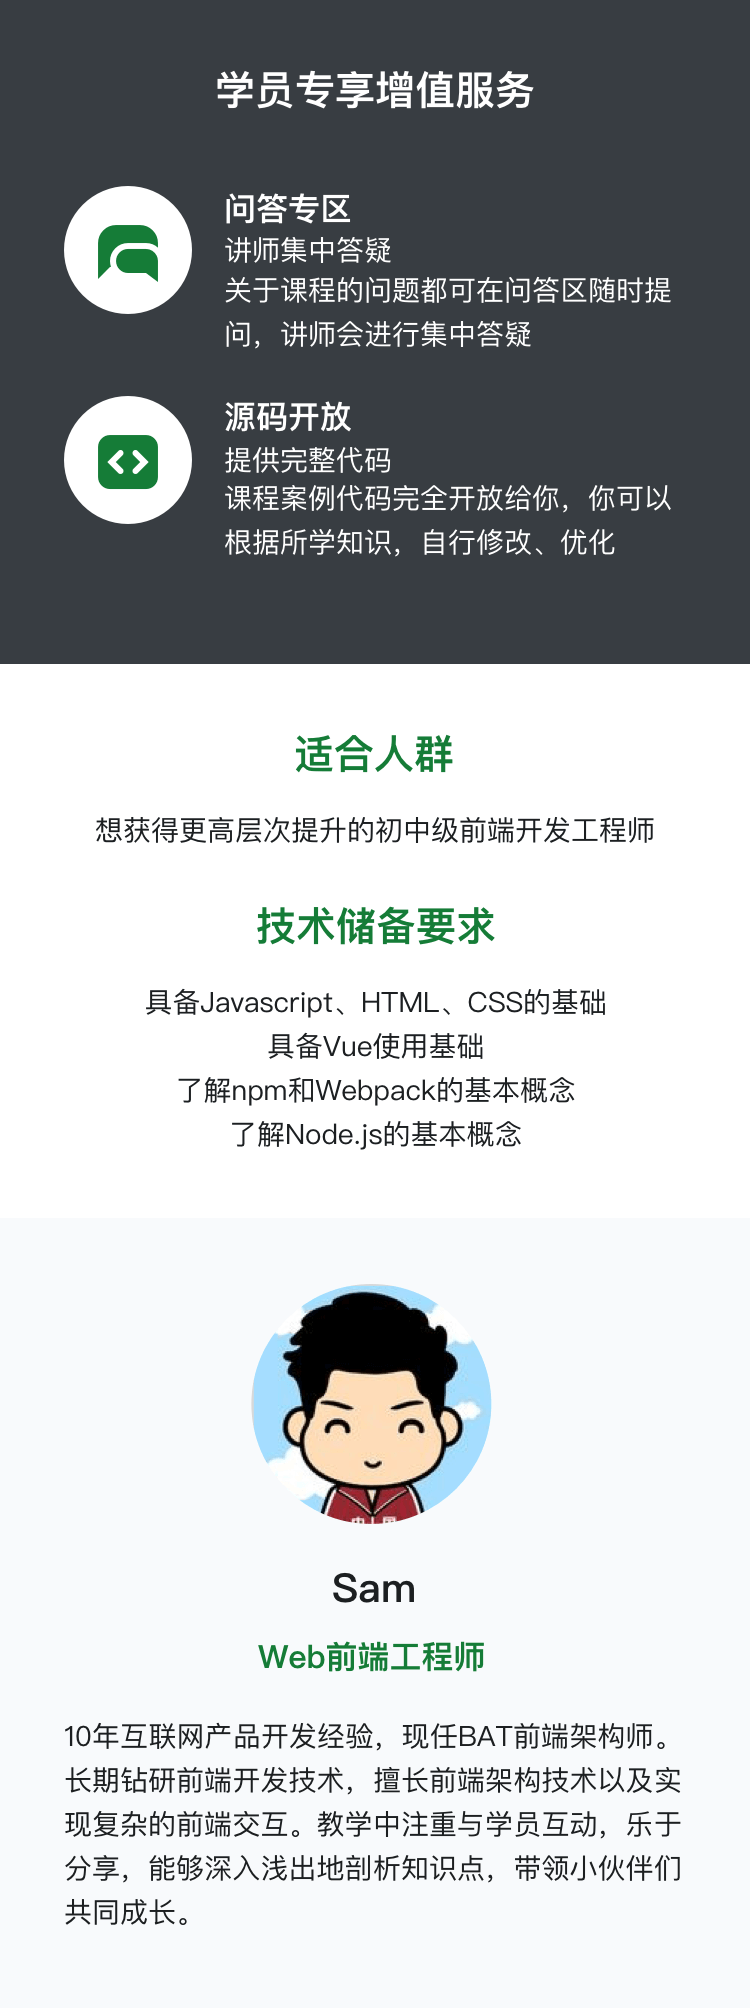 学员专享增值服务
问答专区
讲师集中答疑
关于课程的问题都可在问答区随时提
问，讲师会进行集中答疑
源码开放
提供完整代码
课程案例代码完全开放给你，你可以
根据所学知识，自行修改、优化
适合人群
想获得更高层次提升的初中级前端开发工程师
技术储备要求
具备Javascript、HTML、CSS的基础
具备Vue使用基础
了解npm和Webpack的基本概念
了解Node.js的基本概念
Sam
Web前端工程师
10年互联网产品开发经验，现任BAT前端架构师。
长期钻研前端开发技术，擅长前端架构技术以及实
现复杂的前端交互。教学中注重与学员互动，乐于
分享，能够深入浅出地剖析知识点，带领小伙伴们
共同成长。